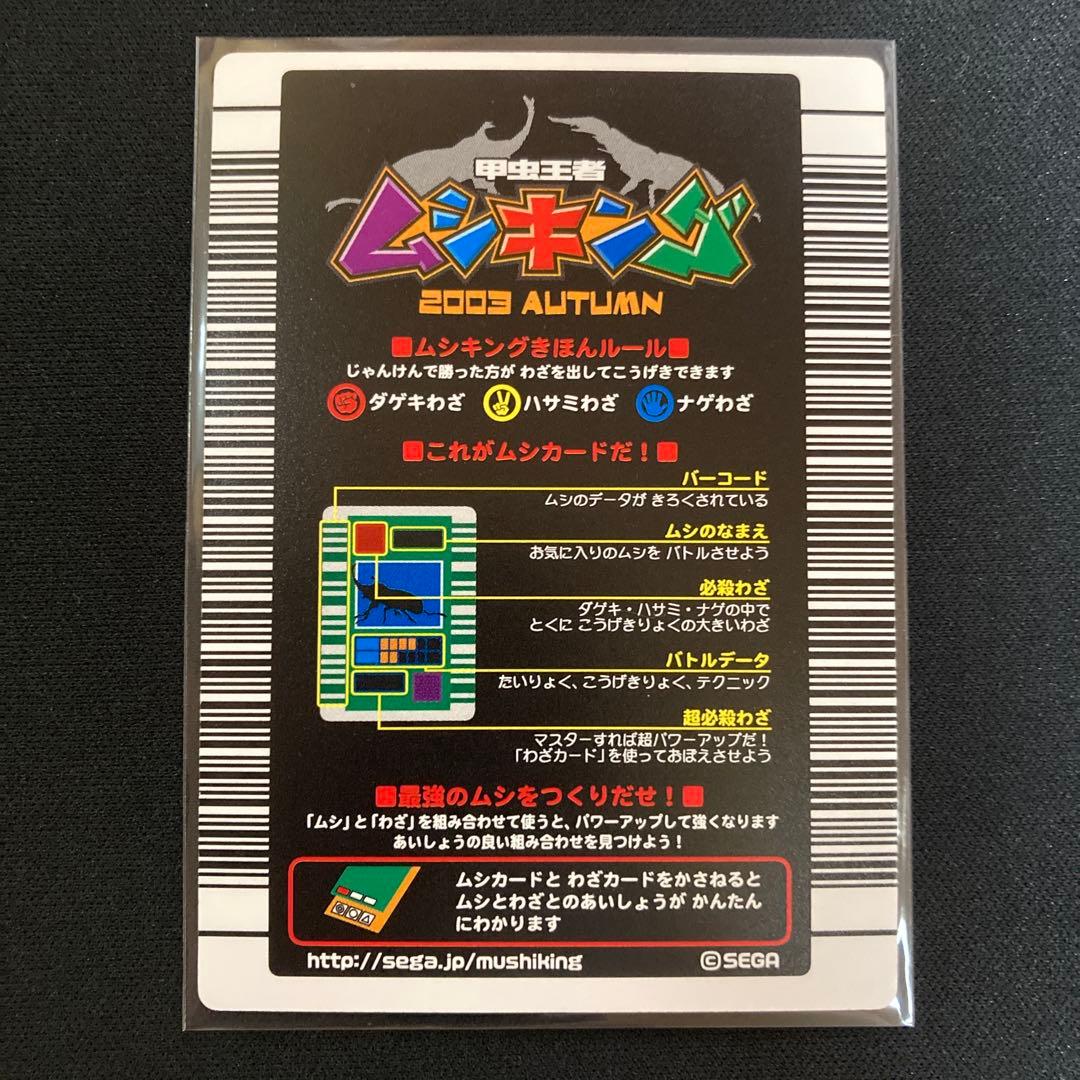 甲虫王者
ムシキング
2003 AUTUMN
ムシキングきほんルール
じゃんけんで勝った方が わざを出してこうげきできます
ダゲキわざ ハサミわざ ナゲわざ
これがムシカードだ！
バーコード
ムシのデータが きろくされている
ムシのなまえ
お気に入りのムシを バトルさせよう
必殺わざ
ダゲキ・ハサミ・ナゲの中で
とくに こうげきりょくの大きいわざ
バトルデータ
たいりょく、こうげきりょく、テクニック
超必殺わざ
マスターすれば超パワーアップだ！
「わざカード」を使っておぼえさせよう
最強のムシをつくりだせ！
「ムシ」と「わざ」を組み合わせて使うと、パワーアップして強くなります
あいしょうの良い組み合わせを見つけよう！
ムシカードと わざカードをかさねると
ムシとわざとのあいしょうが かんたん
にわかります
http://sega.jp/mushiking ©SEGA